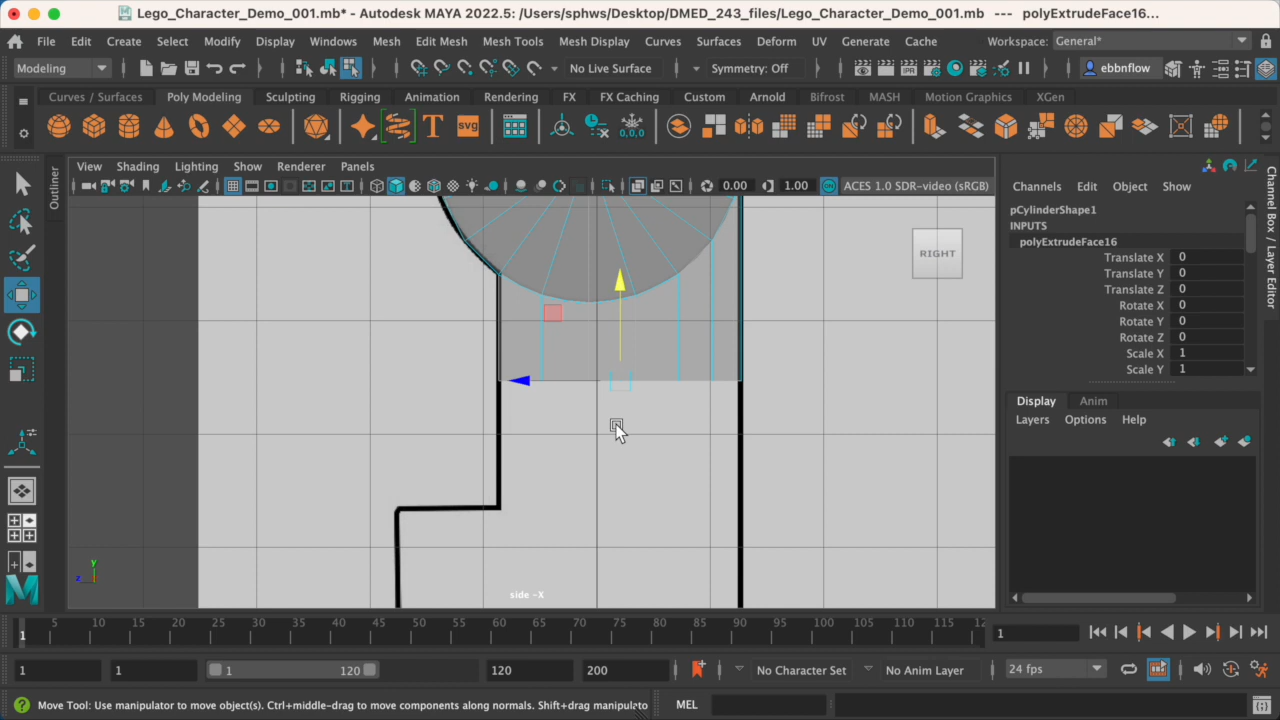 Lego_Character_Demo_001.mb* - Autodesk MAYA 2022.5: /Users/sphws/Desktop/DMED_243_files/Lego_Character_Demo_001.mb --- polyExtrudeFace16...
File Edit Create Select Modify Display Windows Mesh Edit Mesh Mesh Tools Mesh Display Curves Surfaces Deform UV Generate Cache Workspace: General*
Modeling No Live Surface Symmetry: Off IPR ebbnflow
Curves / Surfaces Poly Modeling Sculpting Rigging Animation Rendering FX FX Caching Custom Arnold Bifrost MASH Motion Graphics XGen
T svg 0,0,0
View Shading Lighting Show Renderer Panels
0.00 1.00 ACES 1.0 SDR-video (sRGB)
Outliner
RIGHT
y
z
side -X
Channels Edit Object Show
pCylinderShape1
INPUTS
polyExtrudeFace16
Translate X 0
Translate Y 0
Translate Z 0
Rotate X 0
Rotate Y 0
Rotate Z 0
Scale X 1
Scale Y 1
Channel Box / Layer Editor
Display Anim
Layers Options Help
5 10 15 20 25 30 35 40 45 50 55 60 65 70 75 80 85 90 95 100 105 110 115 12
1 1
1 1 1 120 120 200 No Character Set No Anim Layer 24 fps
Move Tool: Use manipulator to move object(s). Ctrl+middle-drag to move components along normals. Shift+drag manipulato MEL